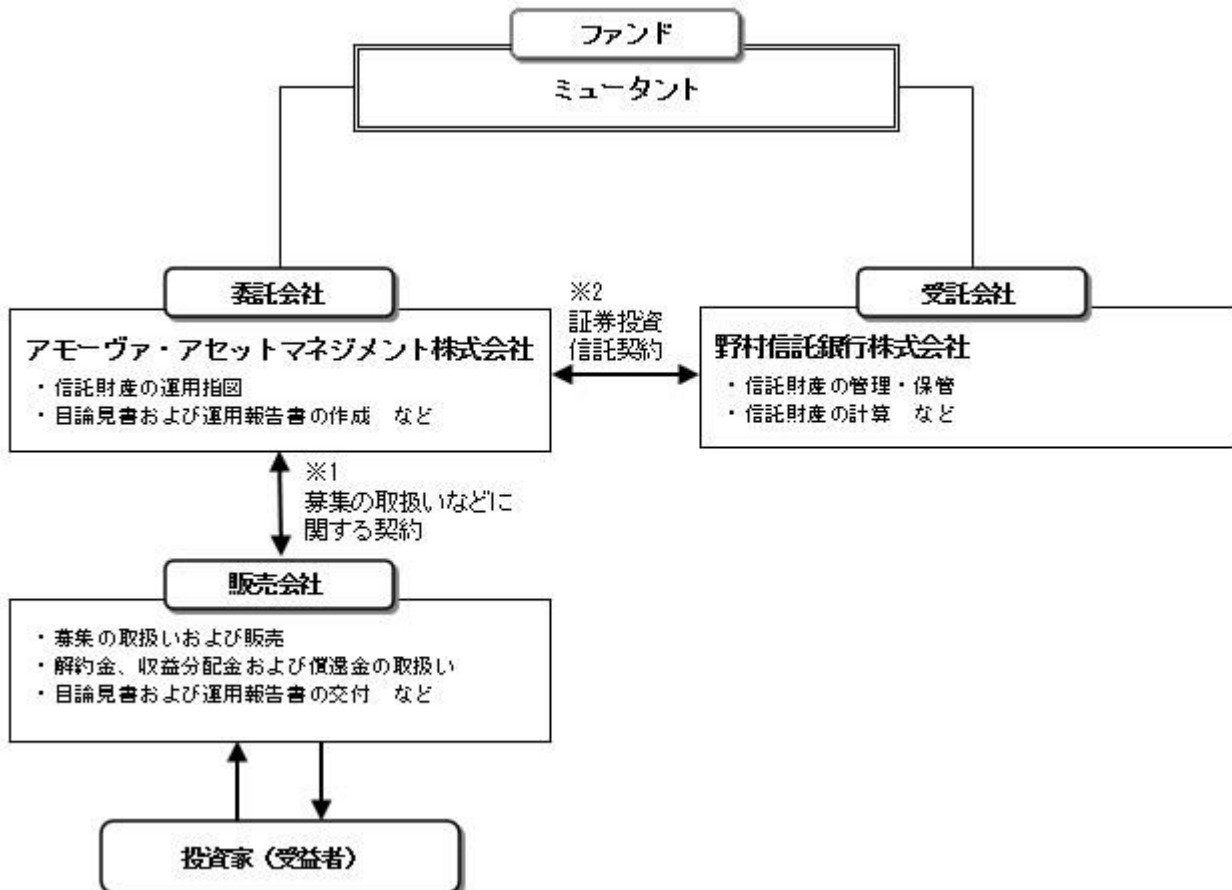 ファンド
ミュータント
委託会社
アモーヴァ・アセットマネジメント株式会社
・信託財産の運用指図
・目論見書および運用報告書の作成　など
※2
証券投資
信託契約
受託会社
野村信託銀行株式会社
・信託財産の管理・保管
・信託財産の計算　など
※1
募集の取扱いなどに
関する契約
販売会社
・募集の取扱いおよび販売
・解約金、収益分配金および償還金の取扱い
・目論見書および運用報告書の交付　など
投資家（受益者）